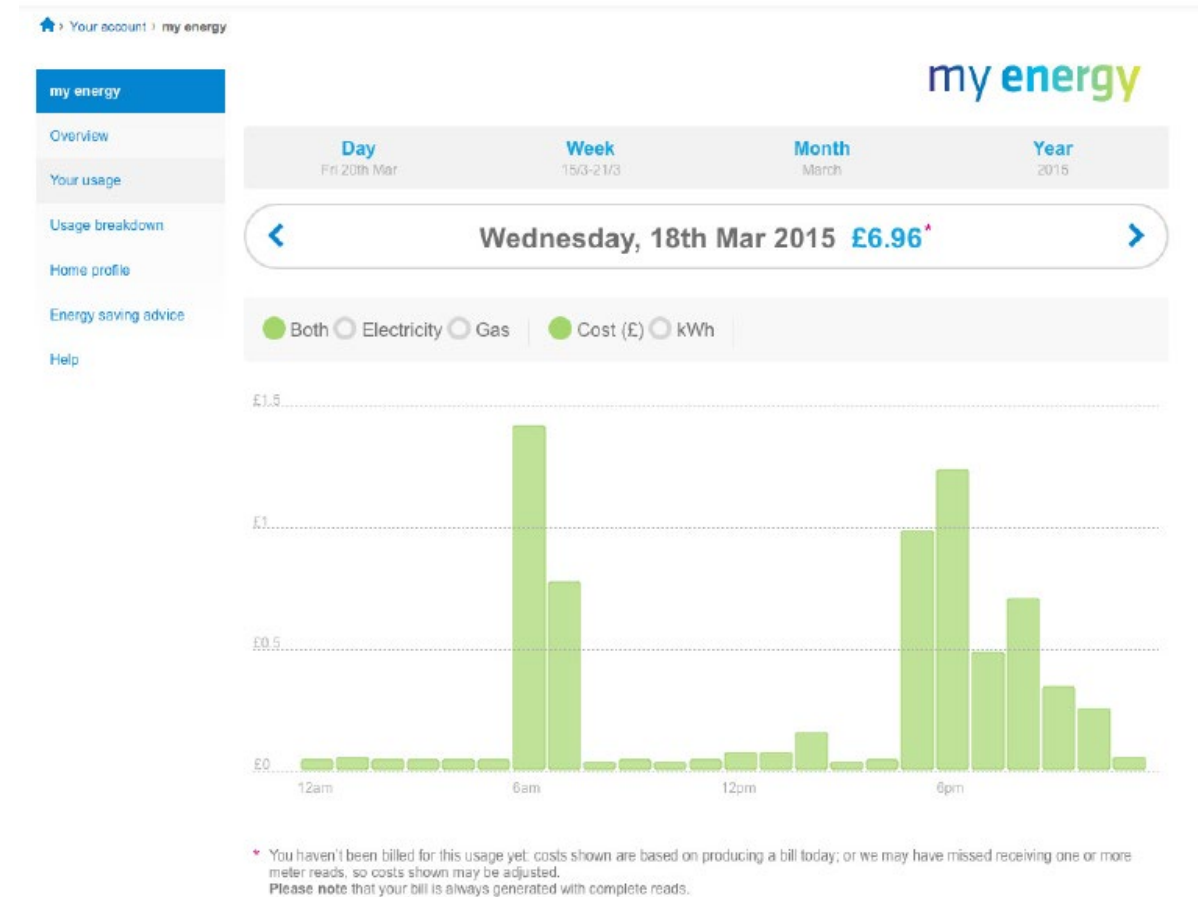 Your account my energy
my energy
my energy
Overview
Your usage
Usage breakdown
Home profile
Energy saving advice
Help
Day Week Month Year
Fri 20th Mar 15/3-21/3 March 2015
Wednesday, 18th Mar 2015 £6.96*
Both Electricity Gas Cost (£) kWh
£1.5
£1
£0.5
£0
12am 6am 12pm 6pm
* You haven't been billed for this usage yet: costs shown are based on producing a bill today; or we may have missed receiving one or more
meter reads, so costs shown may be adjusted.
Please note that your bill is always generated with complete reads.